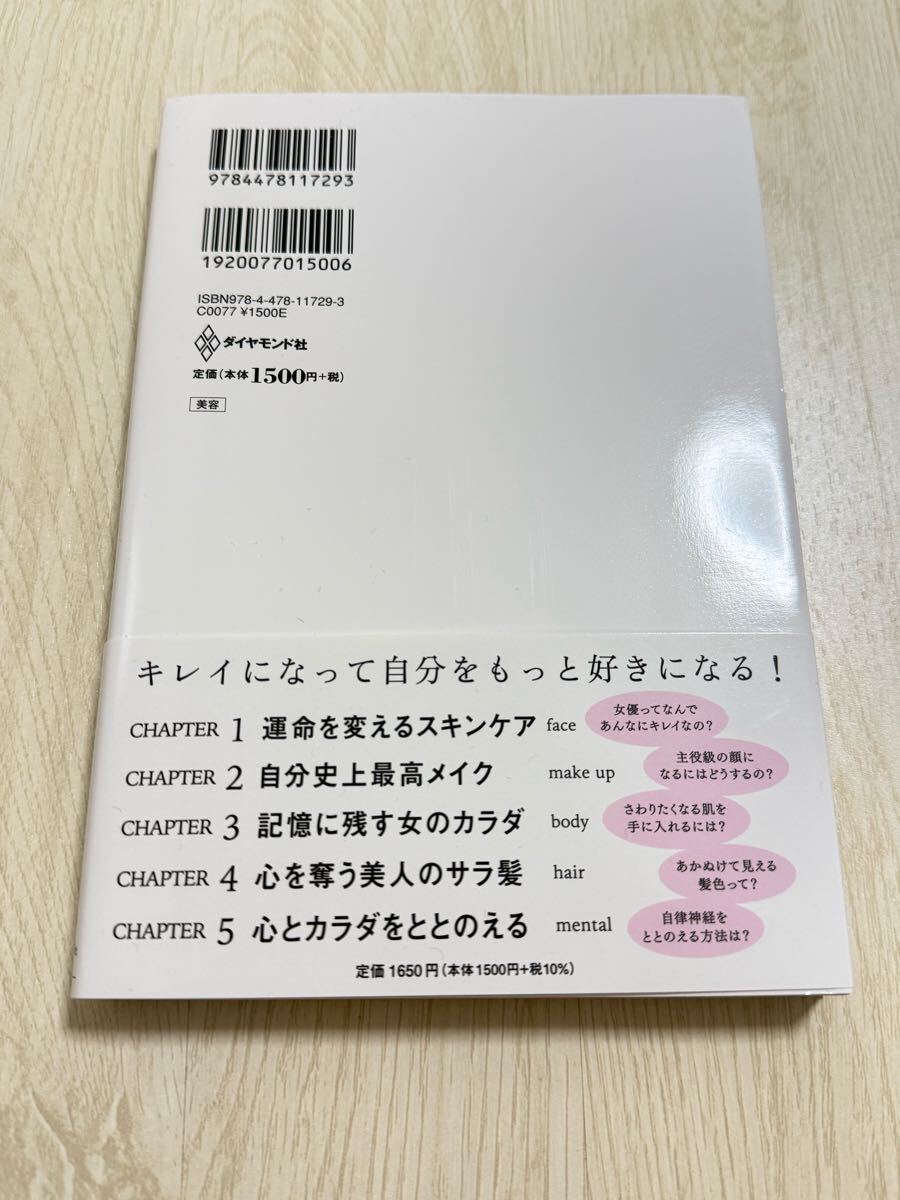 9784478117293
1920077015006
ISBN978-4-478-11729-3
C0077 ¥1500E
ダイヤモンド社
定価(本体1500円+税)
美容
キレイになって自分をもっと好きになる!
CHAPTER 1 運命を変えるスキンケア face
女優ってなんで
あんなにキレイなの?
CHAPTER 2 自分史上最高メイク make up
主役級の顔に
なるにはどうするの?
CHAPTER 3 記憶に残す女のカラダ body
さわりたくなる肌を
手に入れるには?
CHAPTER 4 心を奪う美人のサラ髪 hair
あかぬけて見える
髪色って?
CHAPTER 5 心とカラダをととのえる mental
自律神経を
ととのえる方法は?
定価1650円(本体1500円+税10%)